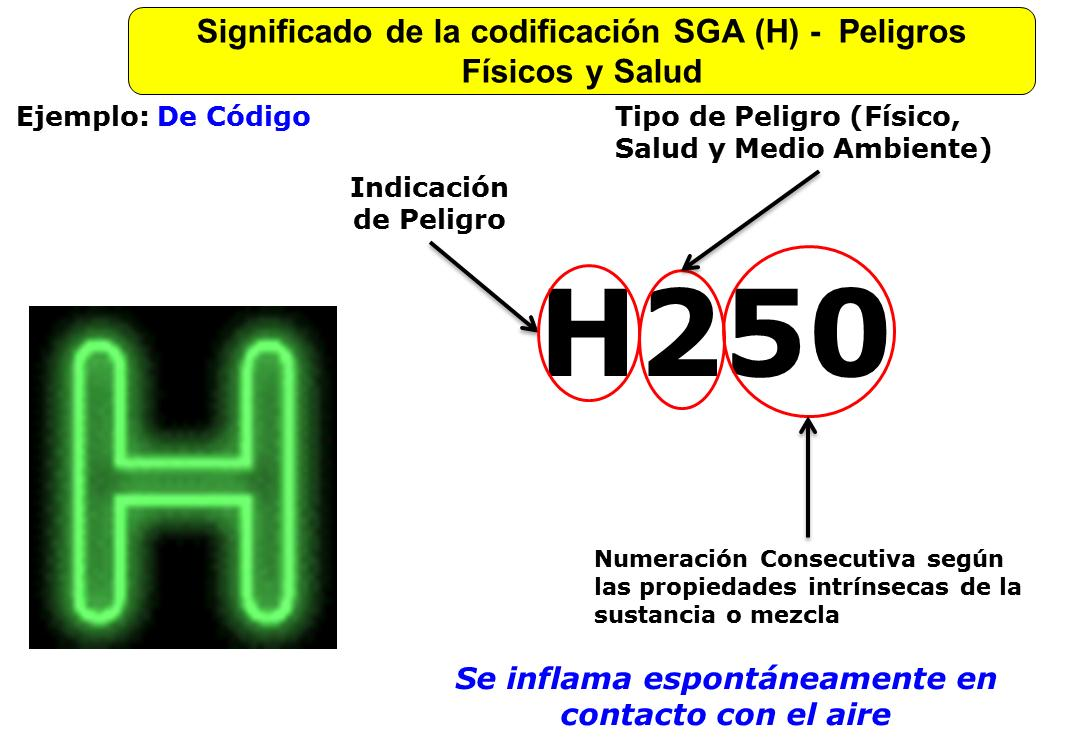 Significado de la codificación SGA (H) - Peligros
Físicos y Salud
Ejemplo: De Código
Tipo de Peligro (Físico,
Salud y Medio Ambiente)
Indicación
de Peligro
H250
H
Numeración Consecutiva según
las propiedades intrínsecas de la
sustancia o mezcla
Se inflama espontáneamente en
contacto con el aire